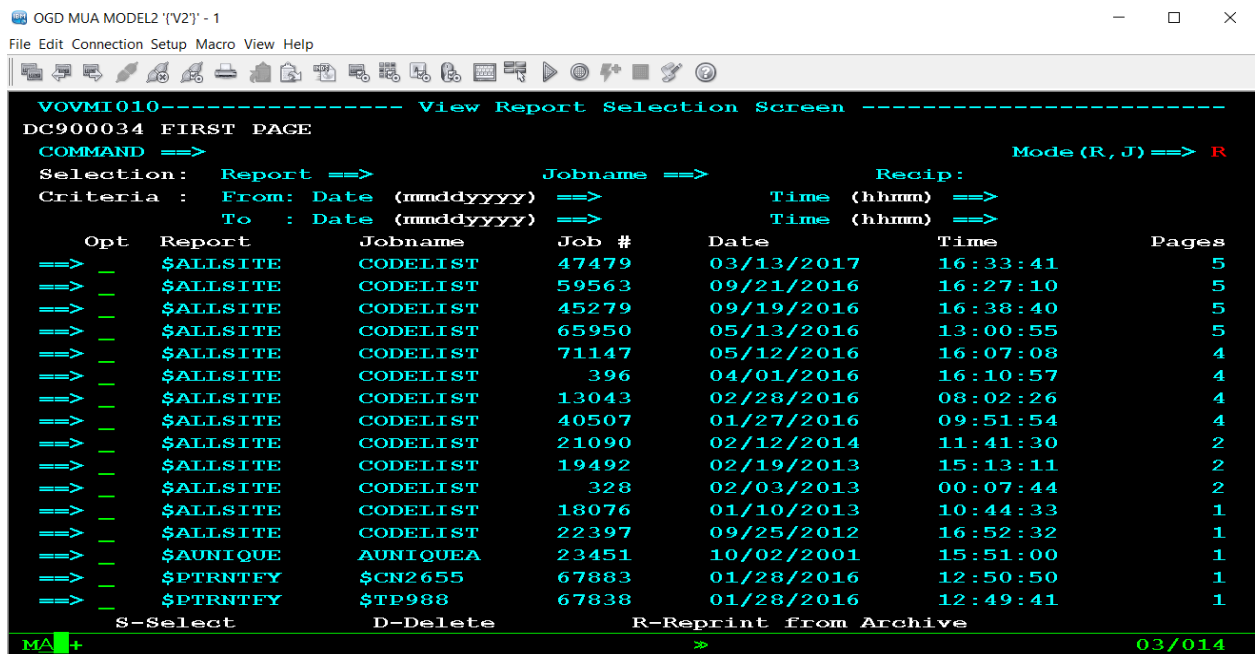 OGD MUA MODEL2 '{'V2'}' - 1
File Edit Connection Setup Macro View Help
VOVMI010---------------- View Report Selection Screen ------------------------
DC900034 FIRST PAGE
COMMAND ==> Mode(R,J)==> R
Selection: Report ==> Jobname ==> Recip:
Criteria : From: Date (mmddyyyy) ==> Time (hhmm) ==>
To : Date (mmddyyyy) ==> Time (hhmm) ==>
Opt Report Jobname Job # Date Time Pages
==> _ $ALLSITE CODELIST 47479 03/13/2017 16:33:41 5
==> _ $ALLSITE CODELIST 59563 09/21/2016 16:27:10 5
==> _ $ALLSITE CODELIST 45279 09/19/2016 16:38:40 5
==> _ $ALLSITE CODELIST 65950 05/13/2016 13:00:55 5
==> _ $ALLSITE CODELIST 71147 05/12/2016 16:07:08 4
==> _ $ALLSITE CODELIST 396 04/01/2016 16:10:57 4
==> _ $ALLSITE CODELIST 13043 02/28/2016 08:02:26 4
==> _ $ALLSITE CODELIST 40507 01/27/2016 09:51:54 4
==> _ $ALLSITE CODELIST 21090 02/12/2014 11:41:30 2
==> _ $ALLSITE CODELIST 19492 02/19/2013 15:13:11 2
==> _ $ALLSITE CODELIST 328 02/03/2013 00:07:44 2
==> _ $ALLSITE CODELIST 18076 01/10/2013 10:44:33 1
==> _ $ALLSITE CODELIST 22397 09/25/2012 16:52:32 1
==> _ $AUNIQUE AUNIQUEA 23451 10/02/2001 15:51:00 1
==> _ $PTRNTFY $CN2655 67883 01/28/2016 12:50:50 1
==> _ $PTRNTFY $TP988 67838 01/28/2016 12:49:41 1
S-Select D-Delete R-Reprint from Archive
MA + » 03/014